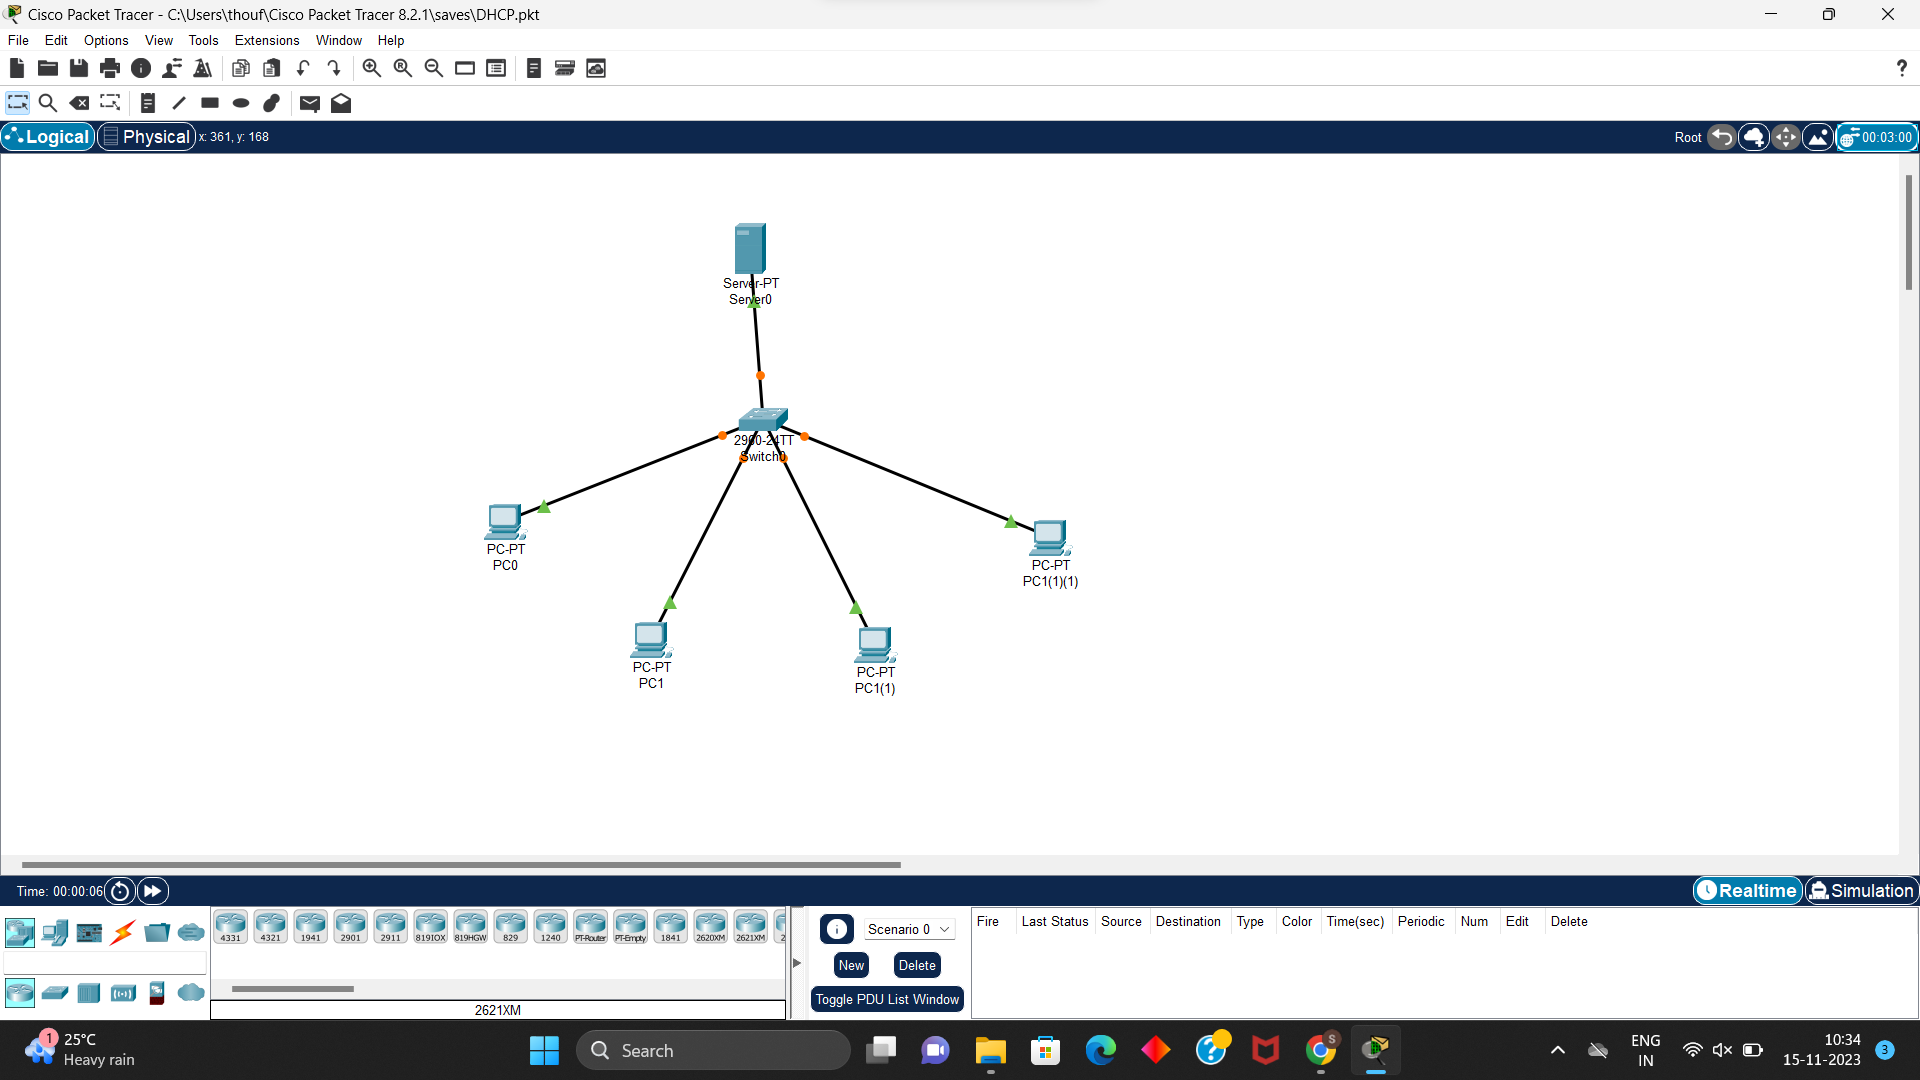 Cisco Packet Tracer - C:\Users\thouf\Cisco Packet Tracer 8.2.1\saves\DHCP.pkt
File Edit Options View Tools Extensions Window Help
?
Logical Physical x: 361, y: 168 Root 00:03:00
Server-PT
Server0
2960-24TT
Switch0
PC-PT
PC0
PC-PT
PC1(1)(1)
PC-PT
PC1
PC-PT
PC1(1)
Time: 00:00:06 Realtime Simulation
4331 4321 1941 2901 2911 819IOX 819HGW 829 1240 PT-Router PT-Empty 1841 2620XM 2621XM 2
2621XM
Scenario 0
New Delete
Toggle PDU List Window
Fire Last Status Source Destination Type Color Time(sec) Periodic Num Edit Delete
1 25°C
Heavy rain
Search
S
ENG
IN
10:34
15-11-2023
3